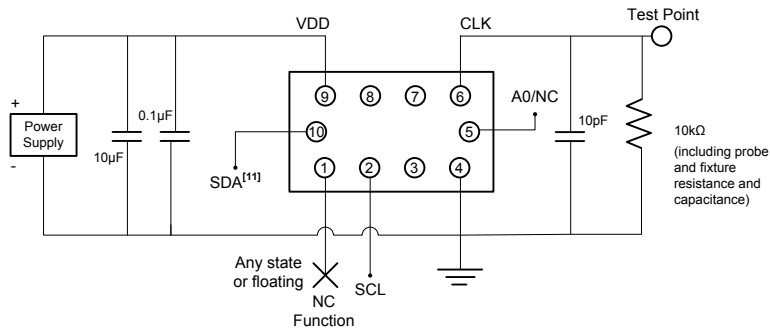 VDD
CLK
Test Point
+
Power
Supply
-
10µF
0.1µF
9
8
7
6
10
5
1
2
3
4
A0/NC
SDA[11]
10pF
10kΩ
(including probe
and fixture
resistance and
capacitance)
Any state
or floating
NC
Function
SCL